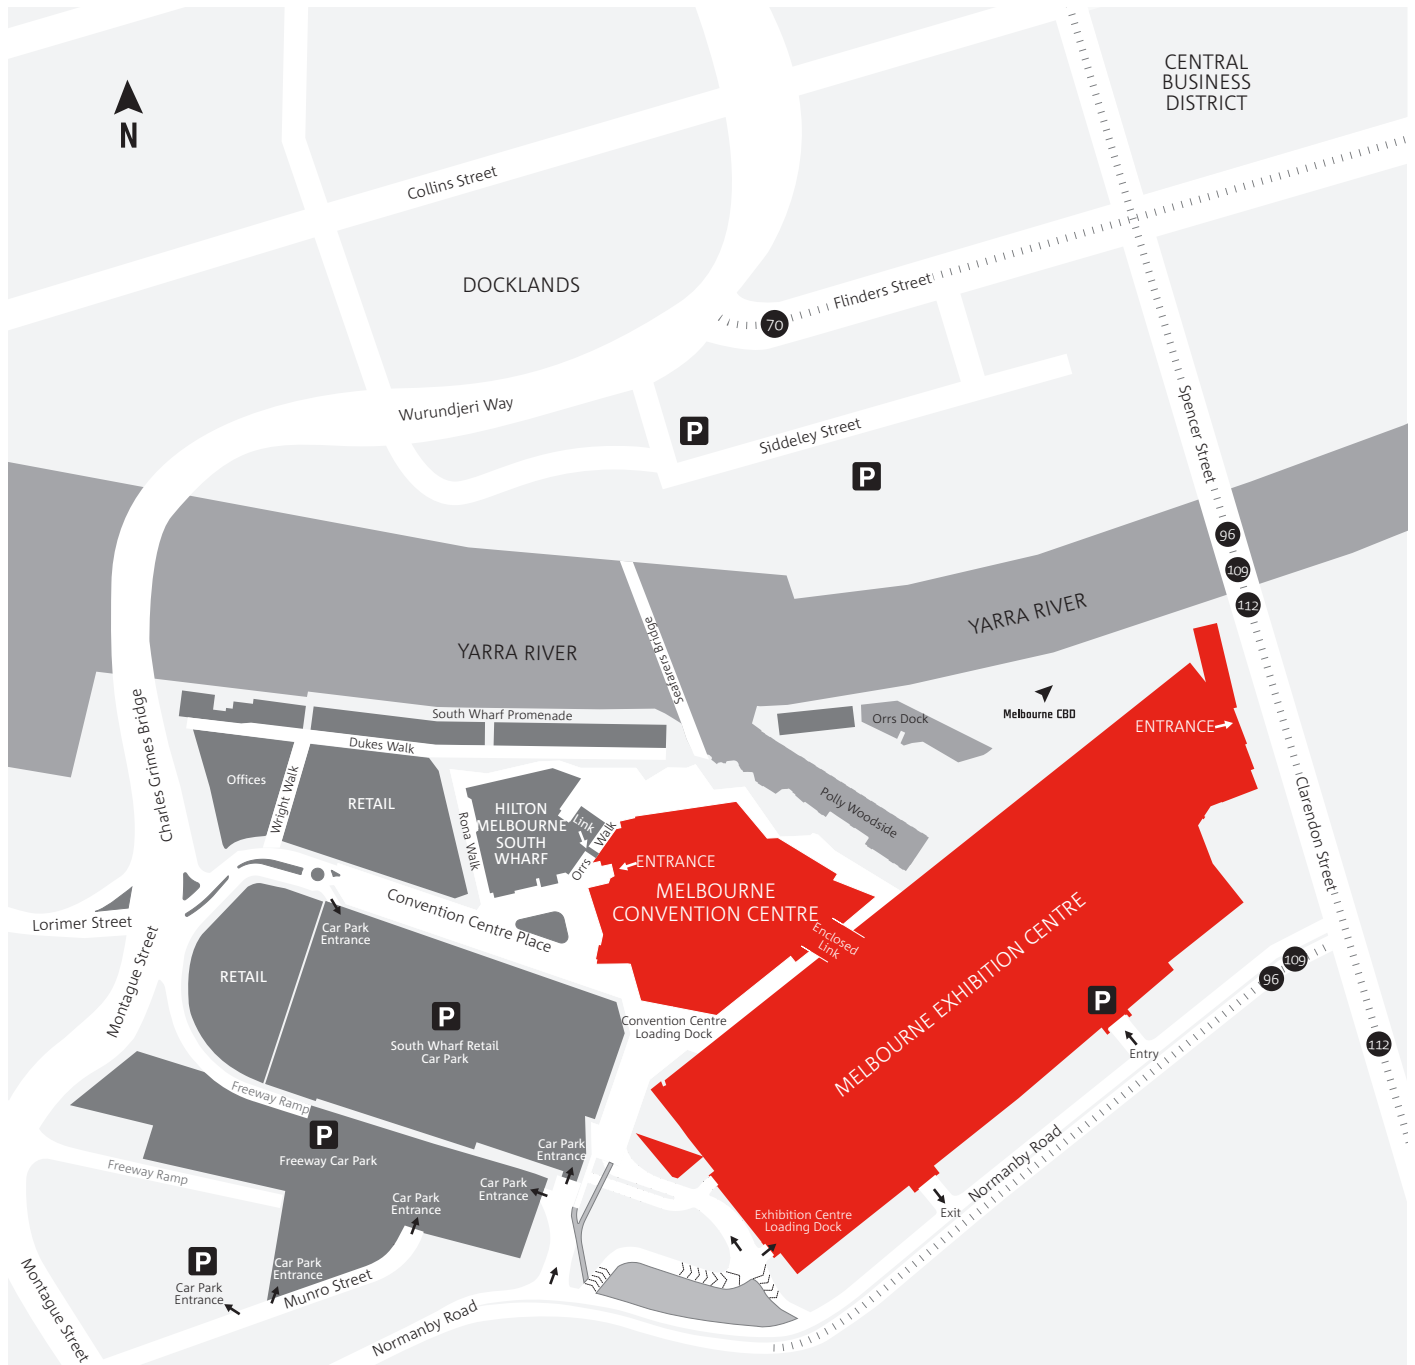 CENTRAL
BUSINESS
DISTRICT
N
Collins Street
DOCKLANDS
Flinders Street
70
Wurundjeri Way
Spencer Street
P
Siddeley Street
P
96
109
112
YARRA RIVER
YARRA RIVER
Seafarers Bridge
Charles Grimes Bridge
South Wharf Promenade
Dukes Walk
Orrs Dock
Melbourne CBD
ENTRANCE
Offices
Wright Walk
RETAIL
Rona Walk
HILTON
MELBOURNE
SOUTH
WHARF
Link
Orrs Walk
Polly Woodside
Clarendon Street
ENTRANCE
MELBOURNE
CONVENTION CENTRE
Enclosed
Link
MELBOURNE EXHIBITION CENTRE
Lorimer Street
Convention Centre Place
Car Park
Entrance
Montague Street
RETAIL
P
South Wharf Retail
Car Park
Convention Centre
Loading Dock
109
96
P
Entry
112
Freeway Ramp
P
Freeway Car Park
Freeway Ramp
Car Park
Entrance
Car Park
Entrance
Car Park
Entrance
Normanby Road
Exit
Exhibition Centre
Loading Dock
P
Car Park
Entrance
Car Park
Entrance
Munro Street
Montague Street
Normanby Road